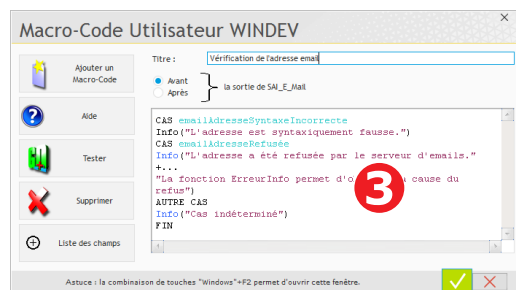 Macro-Code Utilisateur WINDEV
Titre :
Vérification de l'adresse email
Ajouter un
Macro-Code
Avant
Après
la sortie de SAI_E_Mail
Aide
Tester
Supprimer
Liste des champs
CAS emailAdresseSyntaxeIncorrecte
Info("L'adresse est syntaxiquement fausse.")
CAS emailAdresseRefusée
Info("L'adresse a été refusée par le serveur d'emails."
+...
"La fonction ErreurInfo permet d'o cause du
refus")
AUTRE CAS
Info("Cas indéterminé")
FIN
3
Astuce : la combinaison de touches "Windows"+F2 permet d'ouvrir cette fenêtre.